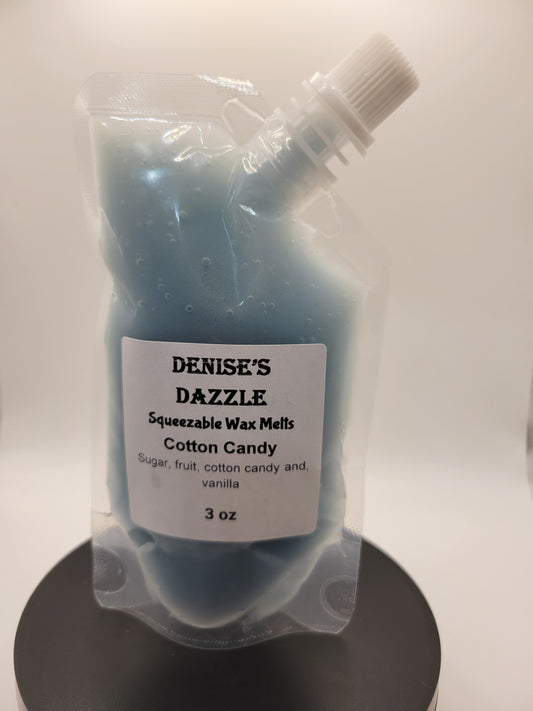 DENISE'S
DAZZLE
Squeezable Wax Melts
Cotton Candy
Sugar, fruit, cotton candy and,
vanilla
3 oz